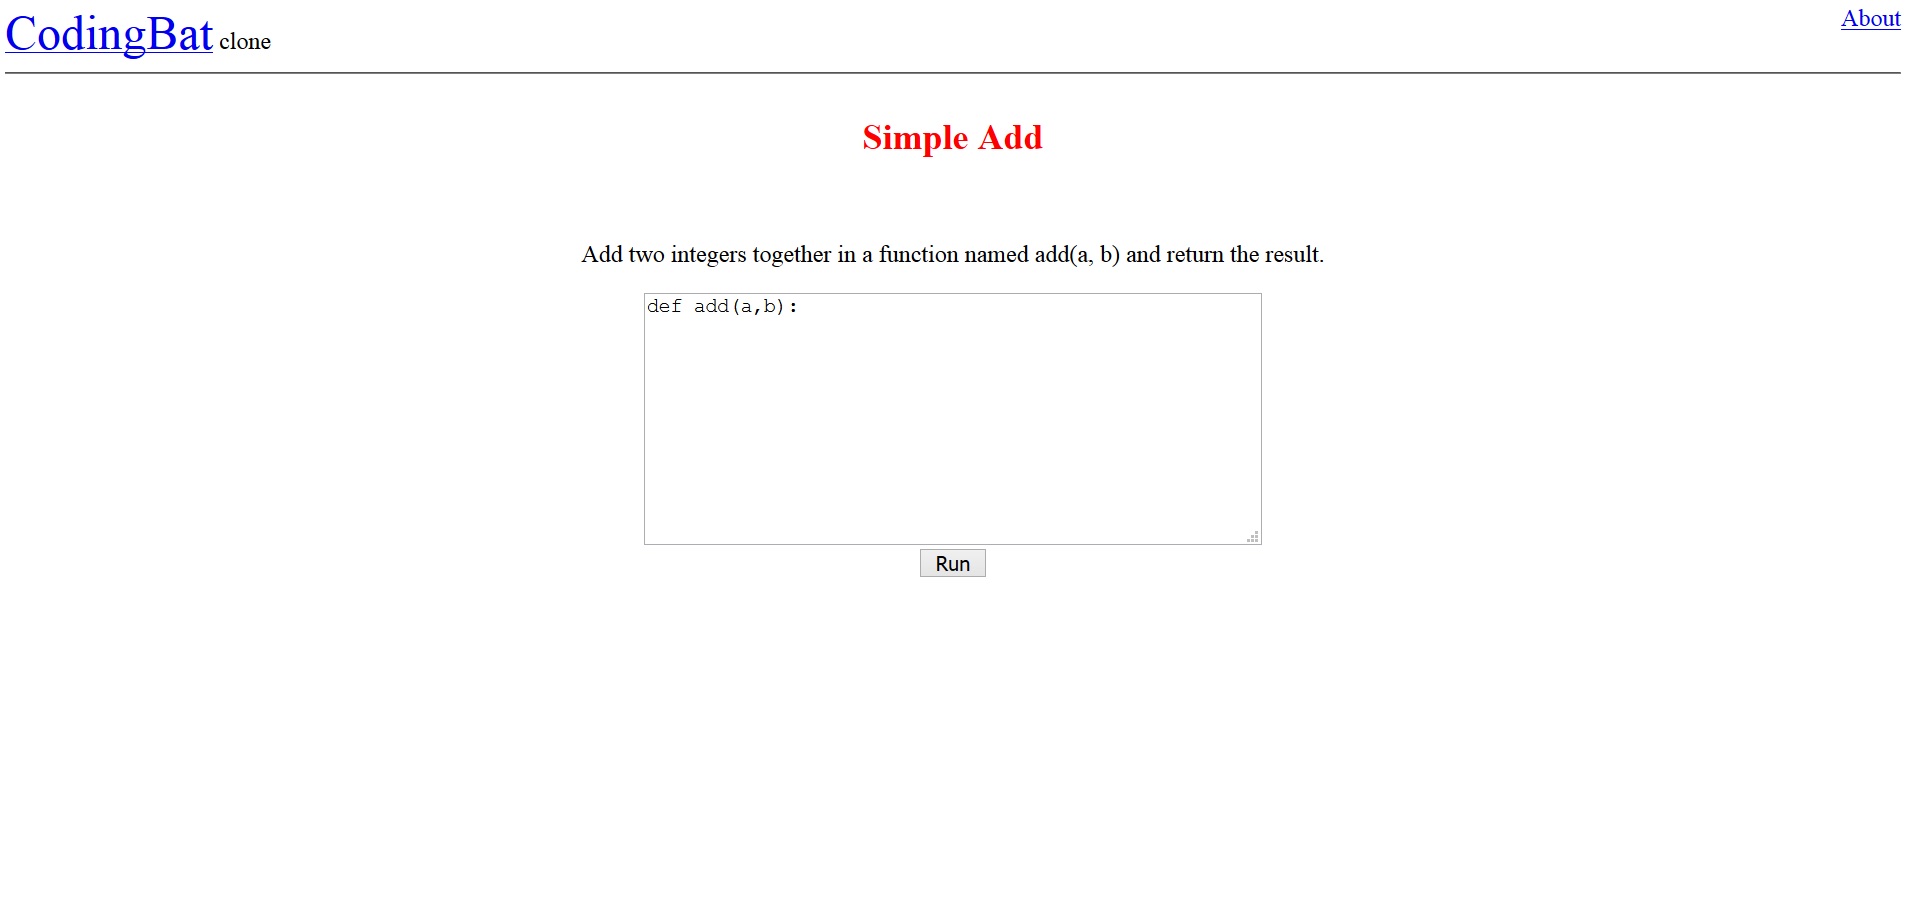 CodingBat clone
About
Simple Add
Add two integers together in a function named add(a, b) and return the result.
def add(a,b):
Run